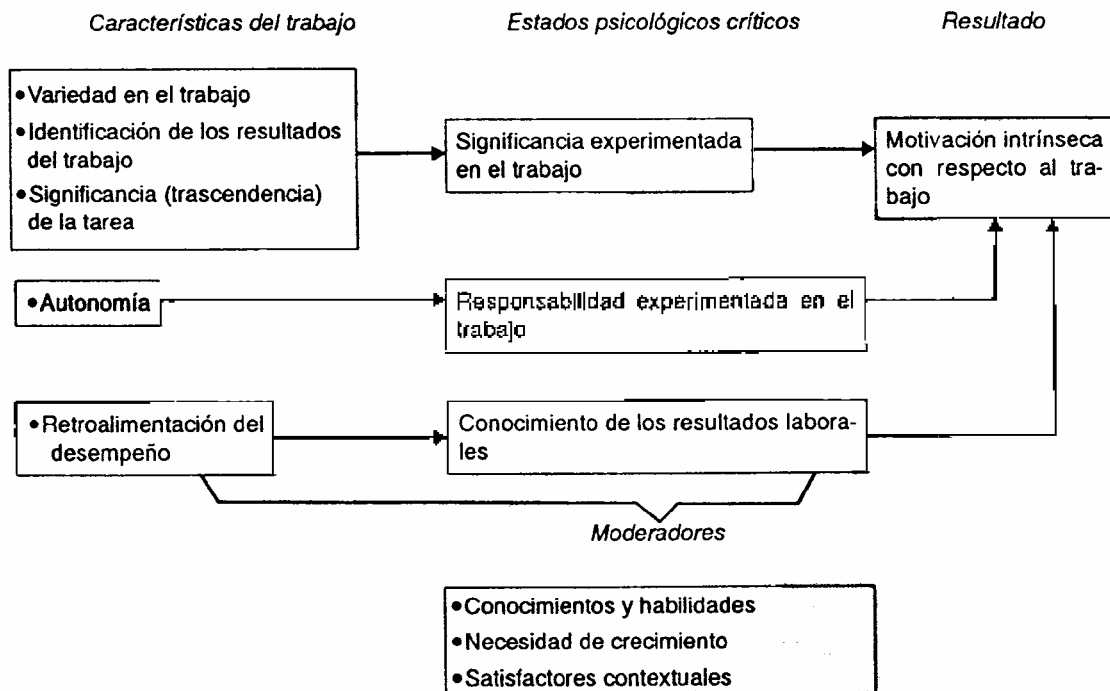 Características del trabajo
Estados psicológicos críticos
Resultado
•Variedad en el trabajo
•Identificación de los resultados
del trabajo
•Significancia (trascendencia)
de la tarea
Significancia experimentada
en el trabajo
Motivación intrínseca
con respecto al tra-
bajo
•Autonomía
Responsabilidad experimentada en el
trabajo
•Retroalimentación del
desempeño
Conocimiento de los resultados labora-
les
Moderadores
•Conocimientos y habilidades
•Necesidad de crecimiento
•Satisfactores contextuales